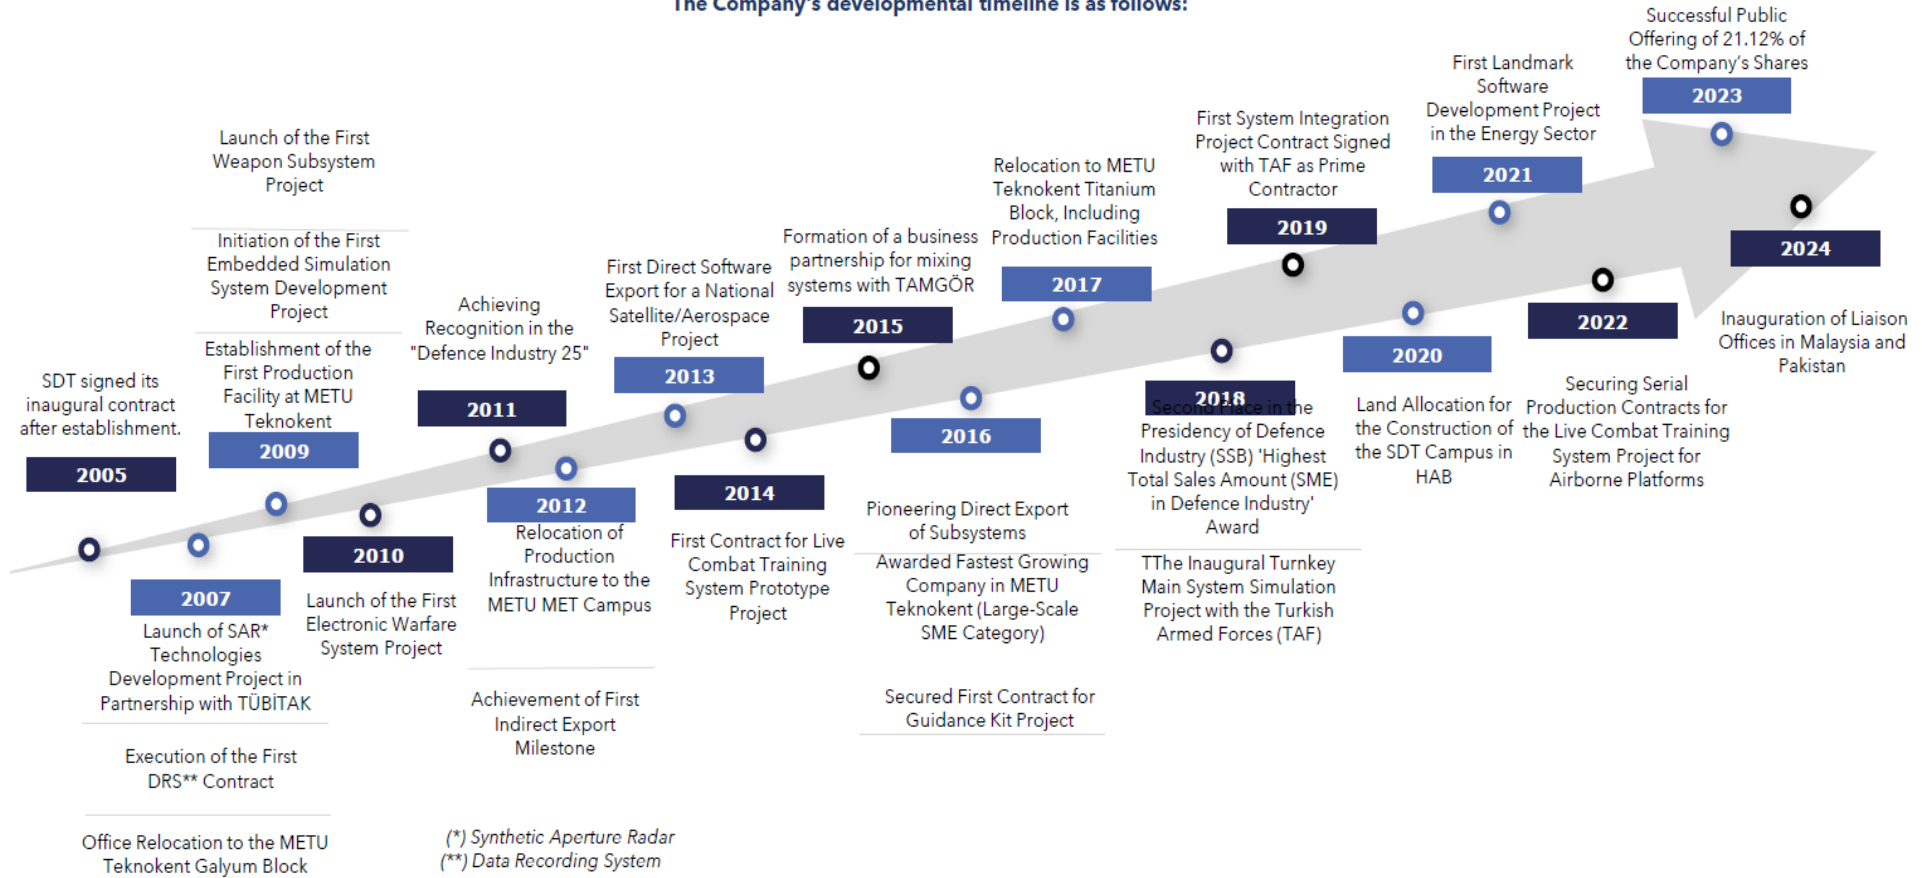 The Company's developmental timeline is as follows:
SDT signed its
inaugural contract
after establishment.
2005
2007
Launch of SAR*
Technologies
Development Project in
Partnership with TÜBİTAK
Execution of the First
DRS** Contract
Office Relocation to the METU
Teknokent Galyum Block
Launch of the First
Weapon Subsystem
Project
Initiation of the First
Embedded Simulation
System Development
Project
Establishment of the
First Production
Facility at METU
Teknokent
2009
2010
Launch of the First
Electronic Warfare
System Project
Achieving
Recognition in the
"Defence Industry 25"
2011
2012
Relocation of
Production
Infrastructure to the
METU MET Campus
Achievement of First
Indirect Export
Milestone
First Direct Software
Export for a National
Satellite/Aerospace
Project
2013
2014
First Contract for Live
Combat Training
System Prototype
Project
Formation of a business
partnership for mixing
systems with TAMGÖR
2015
2016
Pioneering Direct Export
of Subsystems
Awarded Fastest Growing
Company in METU
Teknokent (Large-Scale
SME Category)
Secured First Contract for
Guidance Kit Project
Relocation to METU
Teknokent Titanium
Block, Including
Production Facilities
2017
2018
Second Place in the
Presidency of Defence
Industry (SSB) 'Highest
Total Sales Amount (SME)
in Defence Industry'
Award
TThe Inaugural Turnkey
Main System Simulation
Project with the Turkish
Armed Forces (TAF)
First System Integration
Project Contract Signed
with TAF as Prime
Contractor
2019
2020
Land Allocation for
the Construction of
the SDT Campus in
HAB
First Landmark
Software
Development Project
in the Energy Sector
2021
2022
Securing Serial
Production Contracts for
the Live Combat Training
System Project for
Airborne Platforms
Successful Public
Offering of 21.12% of
the Company's Shares
2023
2024
Inauguration of Liaison
Offices in Malaysia and
Pakistan
(*) Synthetic Aperture Radar
(**) Data Recording System